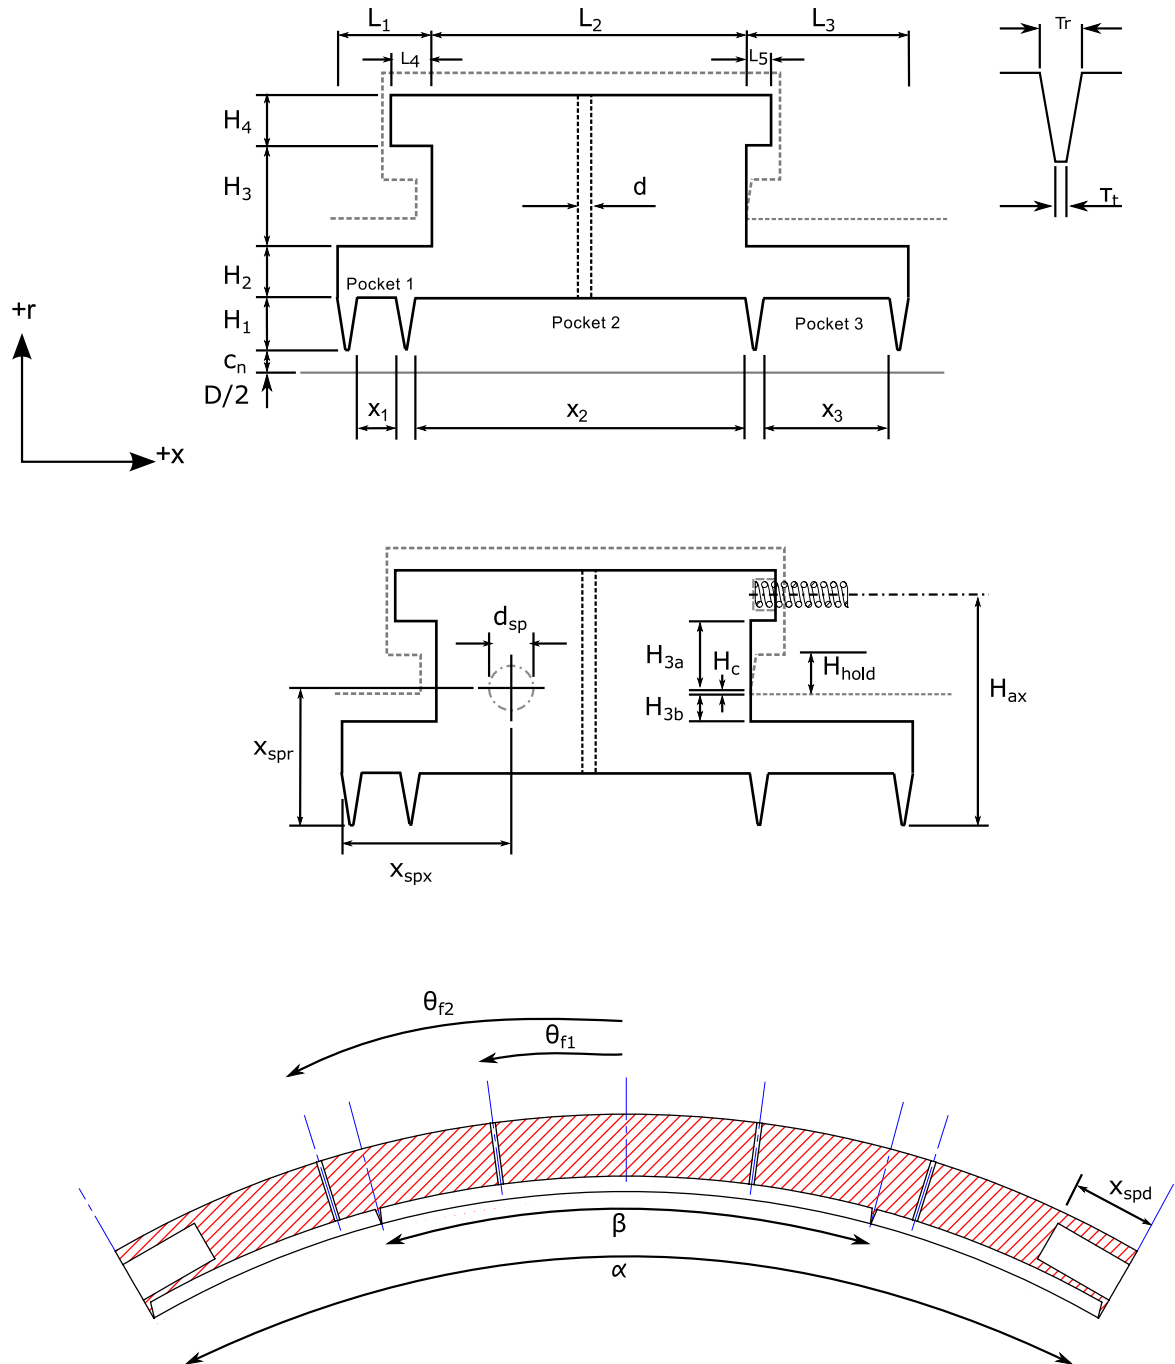 L1 L2 L3 Tr
L4 L5
H4
H3 d Tt
H2
Pocket 1
+r
H1 Pocket 2 Pocket 3
cn
D/2
x1 x2 x3
+x
dsp
H3a Hc Hhold
Hax
H3b
xspr
xspx
θf2
θf1
xspd
β
α